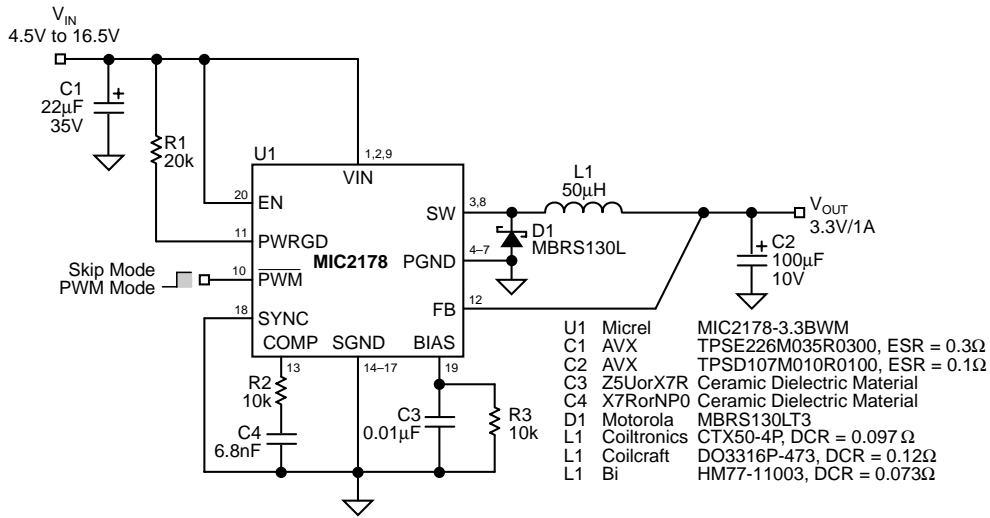 VIN
4.5V to 16.5V
C1
22µF
35V
+
R1
20k
U1
1,2,9
VIN
20
EN
11
PWRGD
Skip Mode
PWM Mode
10
PWM
18
SYNC
MIC2178
SW
3,8
PGND
4–7
FB
12
COMP
SGND
BIAS
13
14–17
19
L1
50µH
D1
MBRS130L
VOUT
3.3V/1A
+
C2
100µF
10V
R2
10k
C4
6.8nF
C3
0.01µF
R3
10k
U1 Micrel MIC2178-3.3BWM
C1 AVX TPSE226M035R0300, ESR = 0.3Ω
C2 AVX TPSD107M010R0100, ESR = 0.1Ω
C3 Z5UorX7R Ceramic Dielectric Material
C4 X7RorNP0 Ceramic Dielectric Material
D1 Motorola MBRS130LT3
L1 Coiltronics CTX50-4P, DCR = 0.097Ω
L1 Coilcraft DO3316P-473, DCR = 0.12Ω
L1 Bi HM77-11003, DCR = 0.073Ω